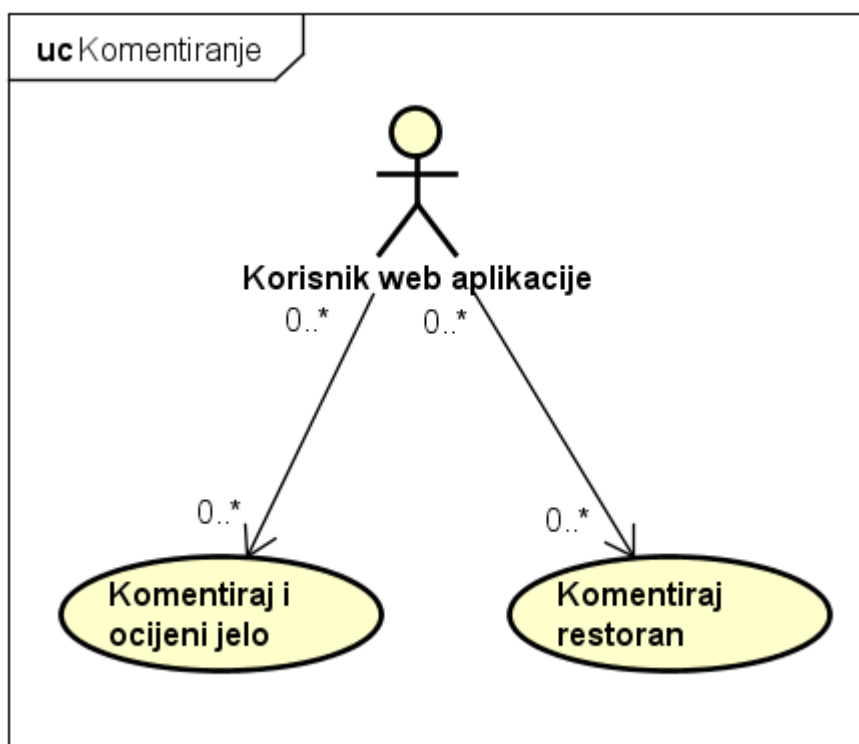 uc Komentiranje
Korisnik web aplikacije
0..*
0..*
0..*
0..*
Komentiraj i
ocijeni jelo
Komentiraj
restoran